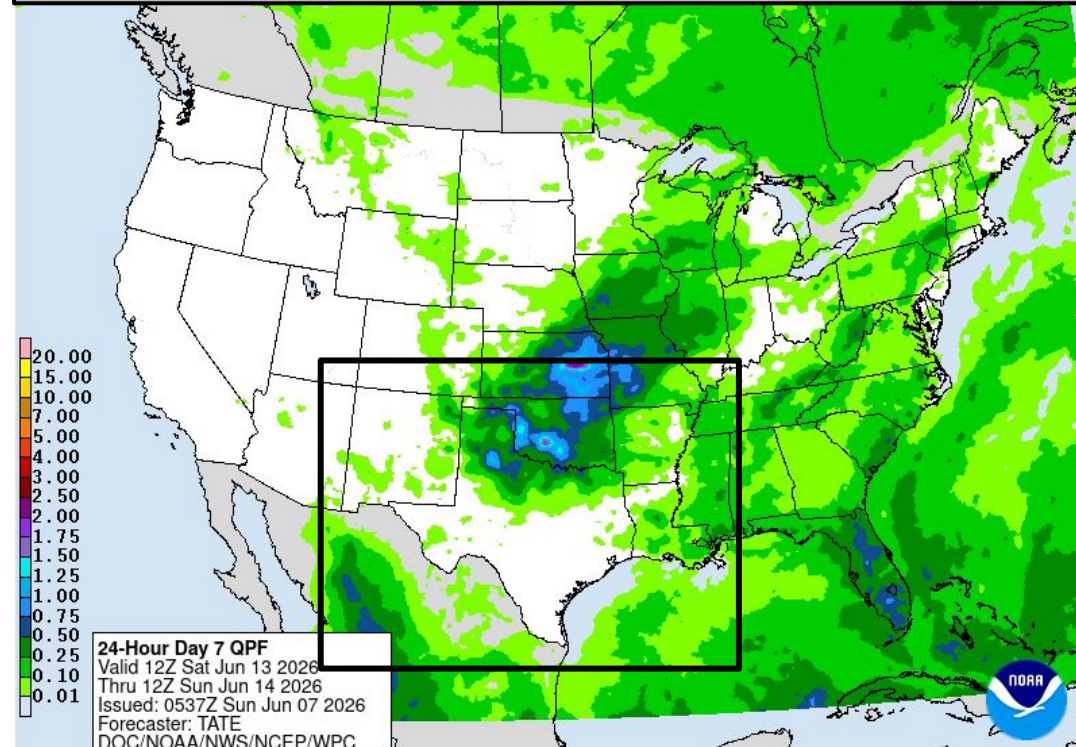 20.00
15.00
10.00
7.00
5.00
4.00
3.00
2.50
2.00
1.75
1.50
1.25
1.00
0.75
0.50
0.25
0.10
0.01
24-Hour Day 7 QPF
Valid 12Z Sat Jun 13 2026
Thru 12Z Sun Jun 14 2026
Issued: 0537Z Sun Jun 07 2026
Forecaster: TATE
DOC/NOAA/NWS/NCEP/WPC
NOAA